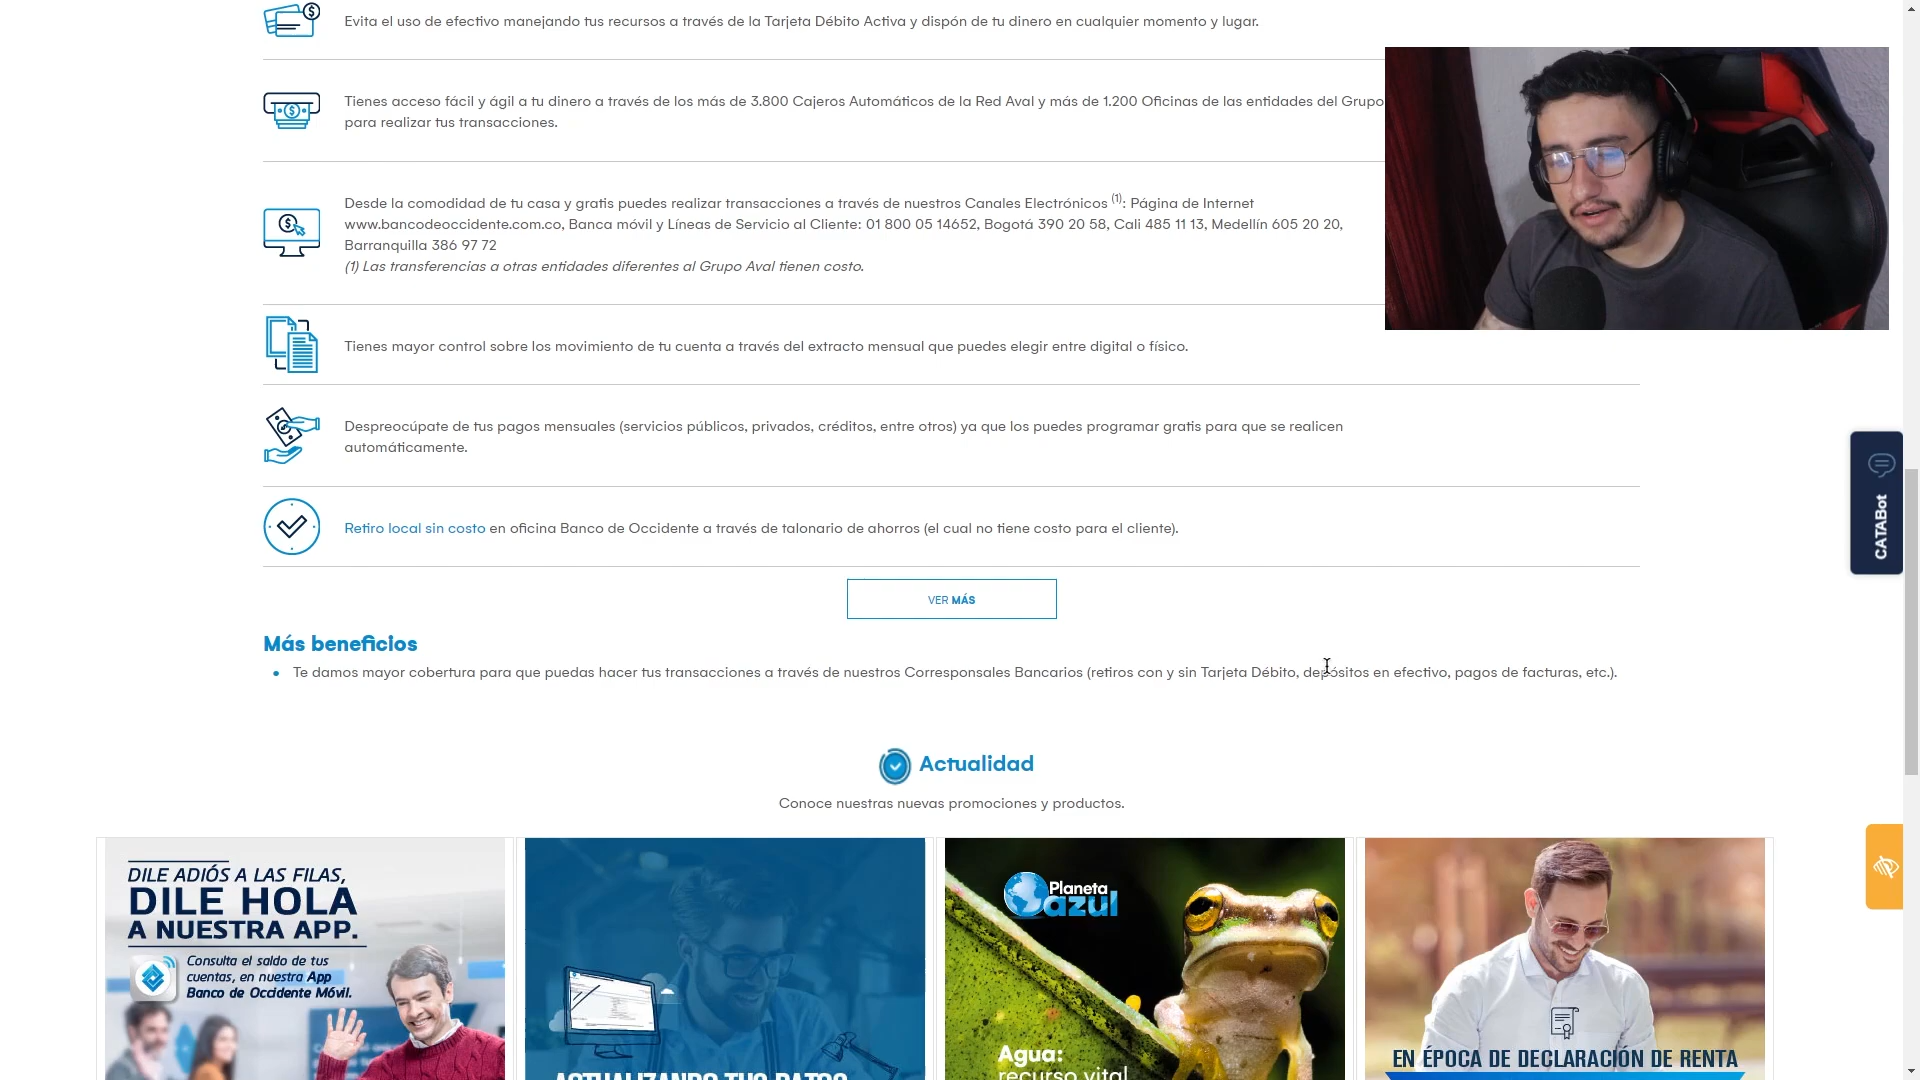 Evita el uso de efectivo manejando tus recursos a través de la Tarjeta Débito Activa y dispón de tu dinero en cualquier momento y lugar.
Tienes acceso fácil y ágil a tu dinero a través de los más de 3.800 Cajeros Automáticos de la Red Aval y más de 1.200 Oficinas de las entidades del Grupo
para realizar tus transacciones.
Desde la comodidad de tu casa y gratis puedes realizar transacciones a través de nuestros Canales Electrónicos (1): Página de Internet
www.bancodeoccidente.com.co, Banca móvil y Líneas de Servicio al Cliente: 01 800 05 14652, Bogotá 390 20 58, Cali 485 11 13, Medellín 605 20 20,
Barranquilla 386 97 72
(1) Las transferencias a otras entidades diferentes al Grupo Aval tienen costo.
Tienes mayor control sobre los movimiento de tu cuenta a través del extracto mensual que puedes elegir entre digital o físico.
Despreocúpate de tus pagos mensuales (servicios públicos, privados, créditos, entre otros) ya que los puedes programar gratis para que se realicen
automáticamente.
Retiro local sin costo en oficina Banco de Occidente a través de talonario de ahorros (el cual no tiene costo para el cliente).
CATABot
VER MÁS
Más beneficios
Te damos mayor cobertura para que puedas hacer tus transacciones a través de nuestros Corresponsales Bancarios (retiros con y sin Tarjeta Débito, depósitos en efectivo, pagos de facturas, etc.).
Actualidad
Conoce nuestras nuevas promociones y productos.
DILE ADIÓS A LAS FILAS,
DILE HOLA
A NUESTRA APP.
Consulta el saldo de tus
cuentas, en nuestra App
Banco de Occidente Móvil.
ACTUALIZANDO TUS DATOS
Planeta
azul
Agua:
recurso vital
EN ÉPOCA DE DECLARACIÓN DE RENTA